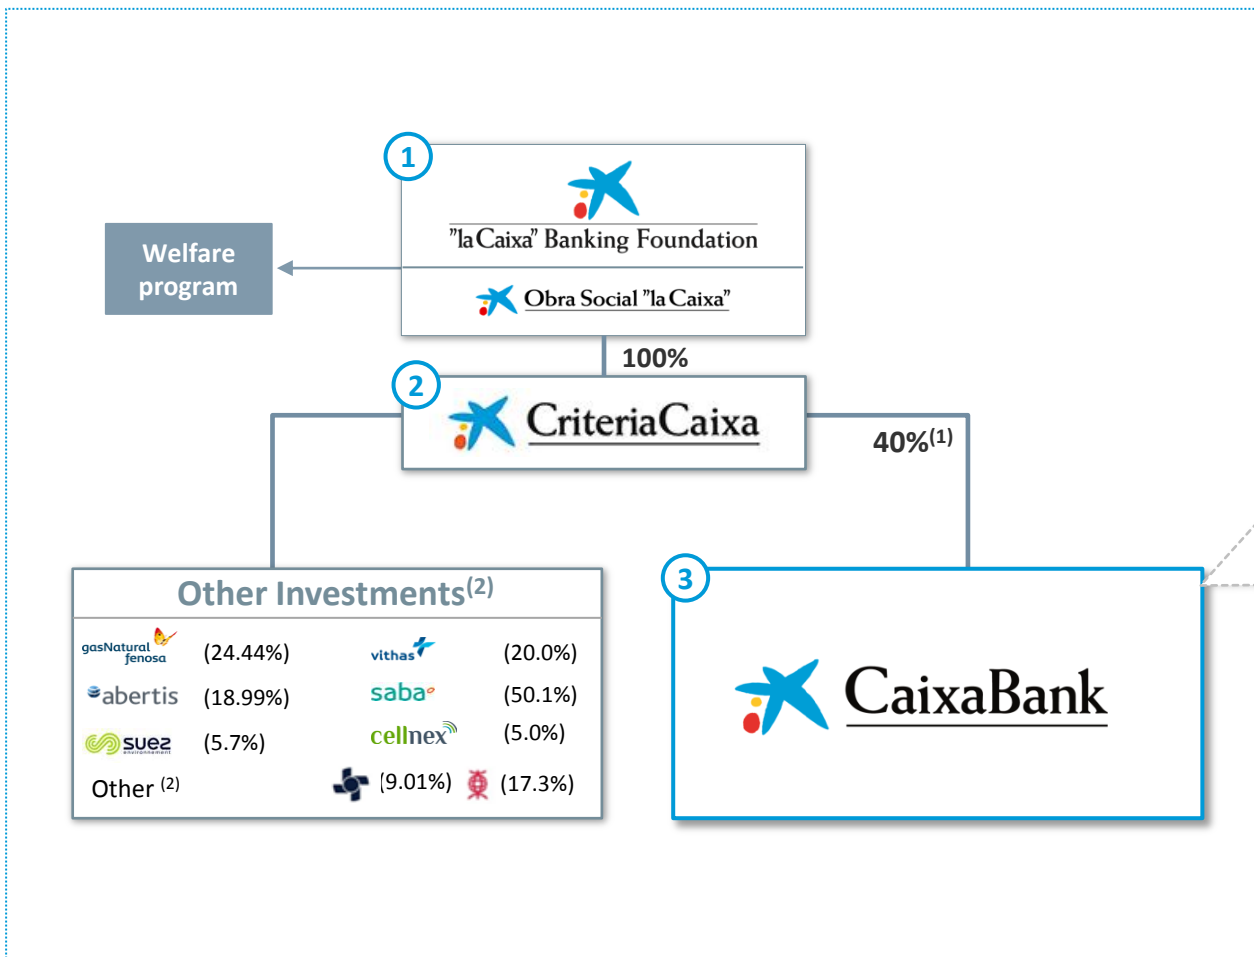 1
"la Caixa" Banking Foundation
Obra Social "la Caixa"
Welfare
program
100%
2
CriteriaCaixa
40%(1)
Other Investments(2)
gasNatural
fenosa
(24.44%)
vithas
(20.0%)
abertis
(18.99%)
saba
(50.1%)
suez
environnement
(5.7%)
cellnex
(5.0%)
Other (2)
(9.01%)
(17.3%)
3
CaixaBank